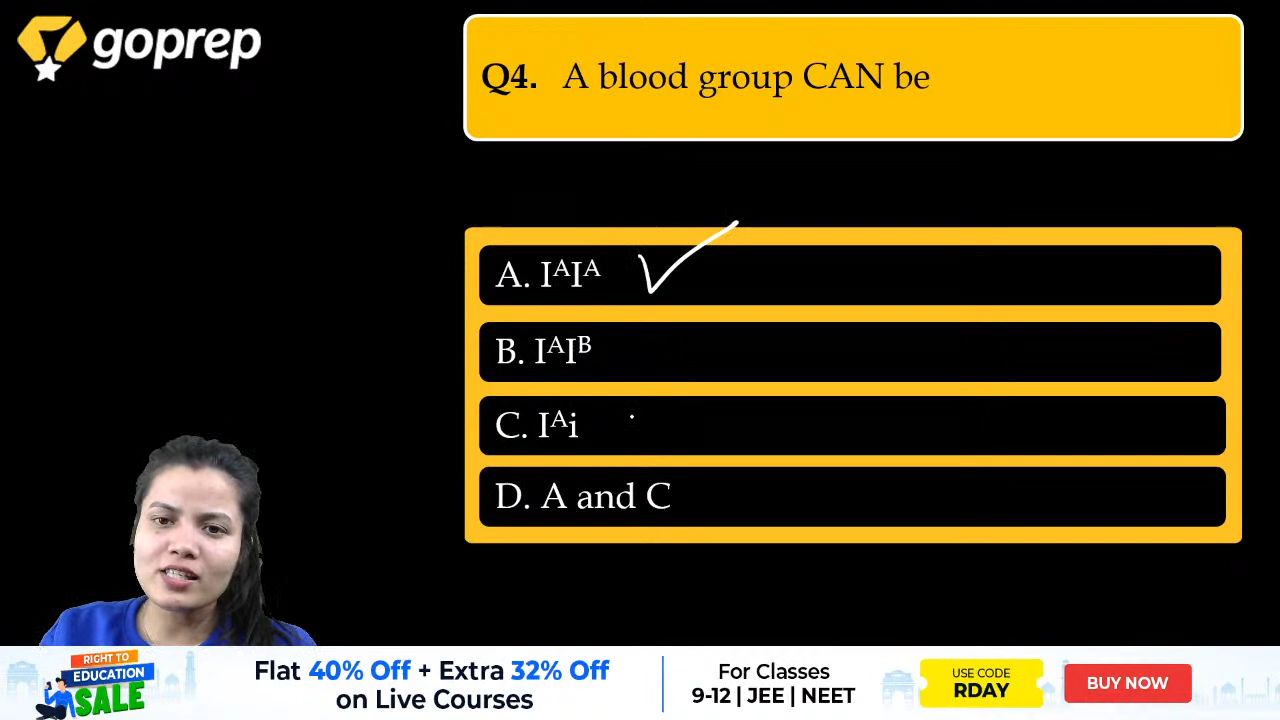 goprep
Q4. A blood group CAN be
A. IᴬIᴬ
B. IᴬIᴮ
C. Iᴬi
D. A and C
RIGHT TO
EDUCATION
SALE
Flat 40% Off + Extra 32% Off
on Live Courses
For Classes
9-12 | JEE | NEET
USE CODE
RDAY
BUY NOW